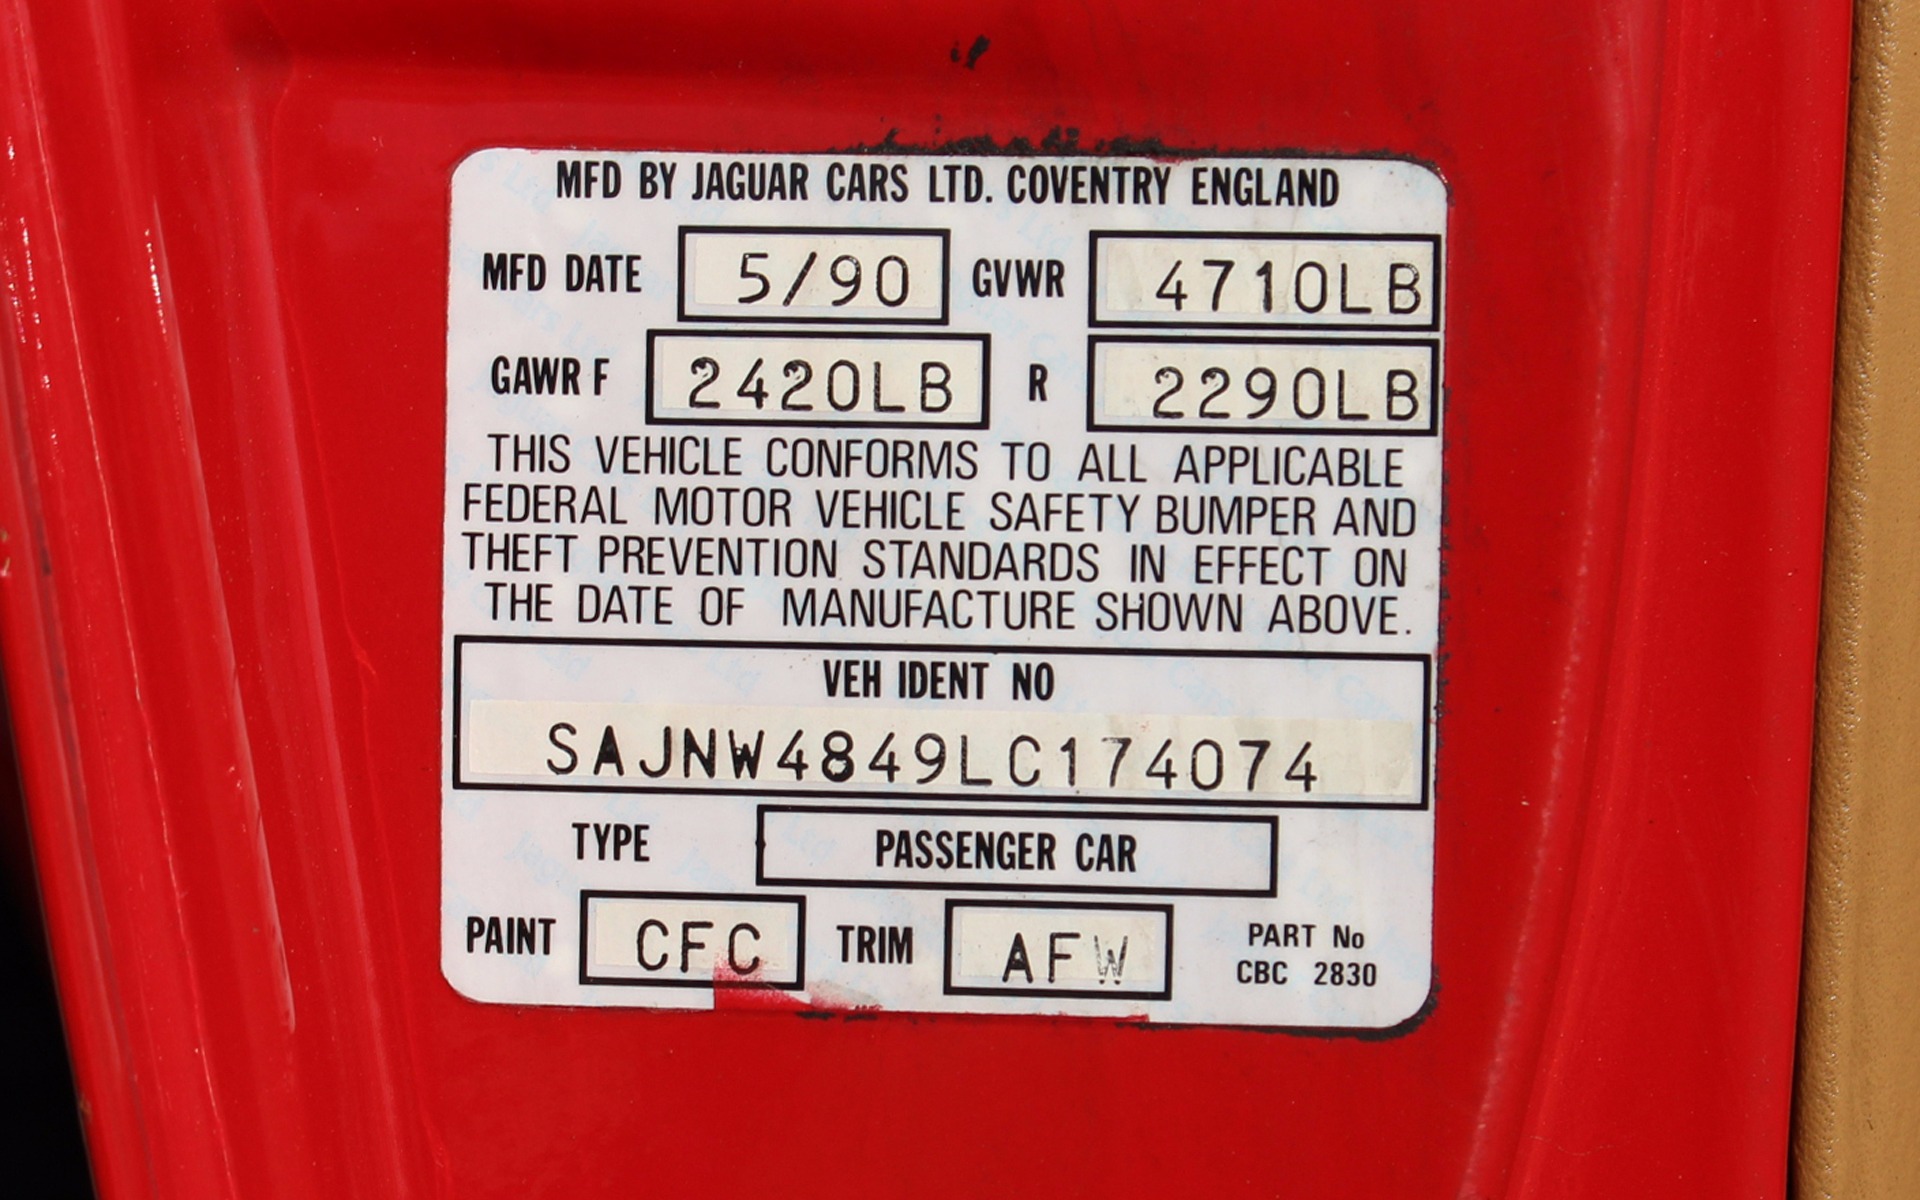 MFD BY JAGUAR CARS LTD. COVENTRY ENGLAND
MFD DATE 5/90 GVWR 4710LB
GAWR F 2420LB R 2290LB
THIS VEHICLE CONFORMS TO ALL APPLICABLE
FEDERAL MOTOR VEHICLE SAFETY BUMPER AND
THEFT PREVENTION STANDARDS IN EFFECT ON
THE DATE OF MANUFACTURE SHOWN ABOVE.
VEH IDENT NO
SAJNW4849LC174074
TYPE PASSENGER CAR
PAINT CFC TRIM AFW PART No
CBC 2830